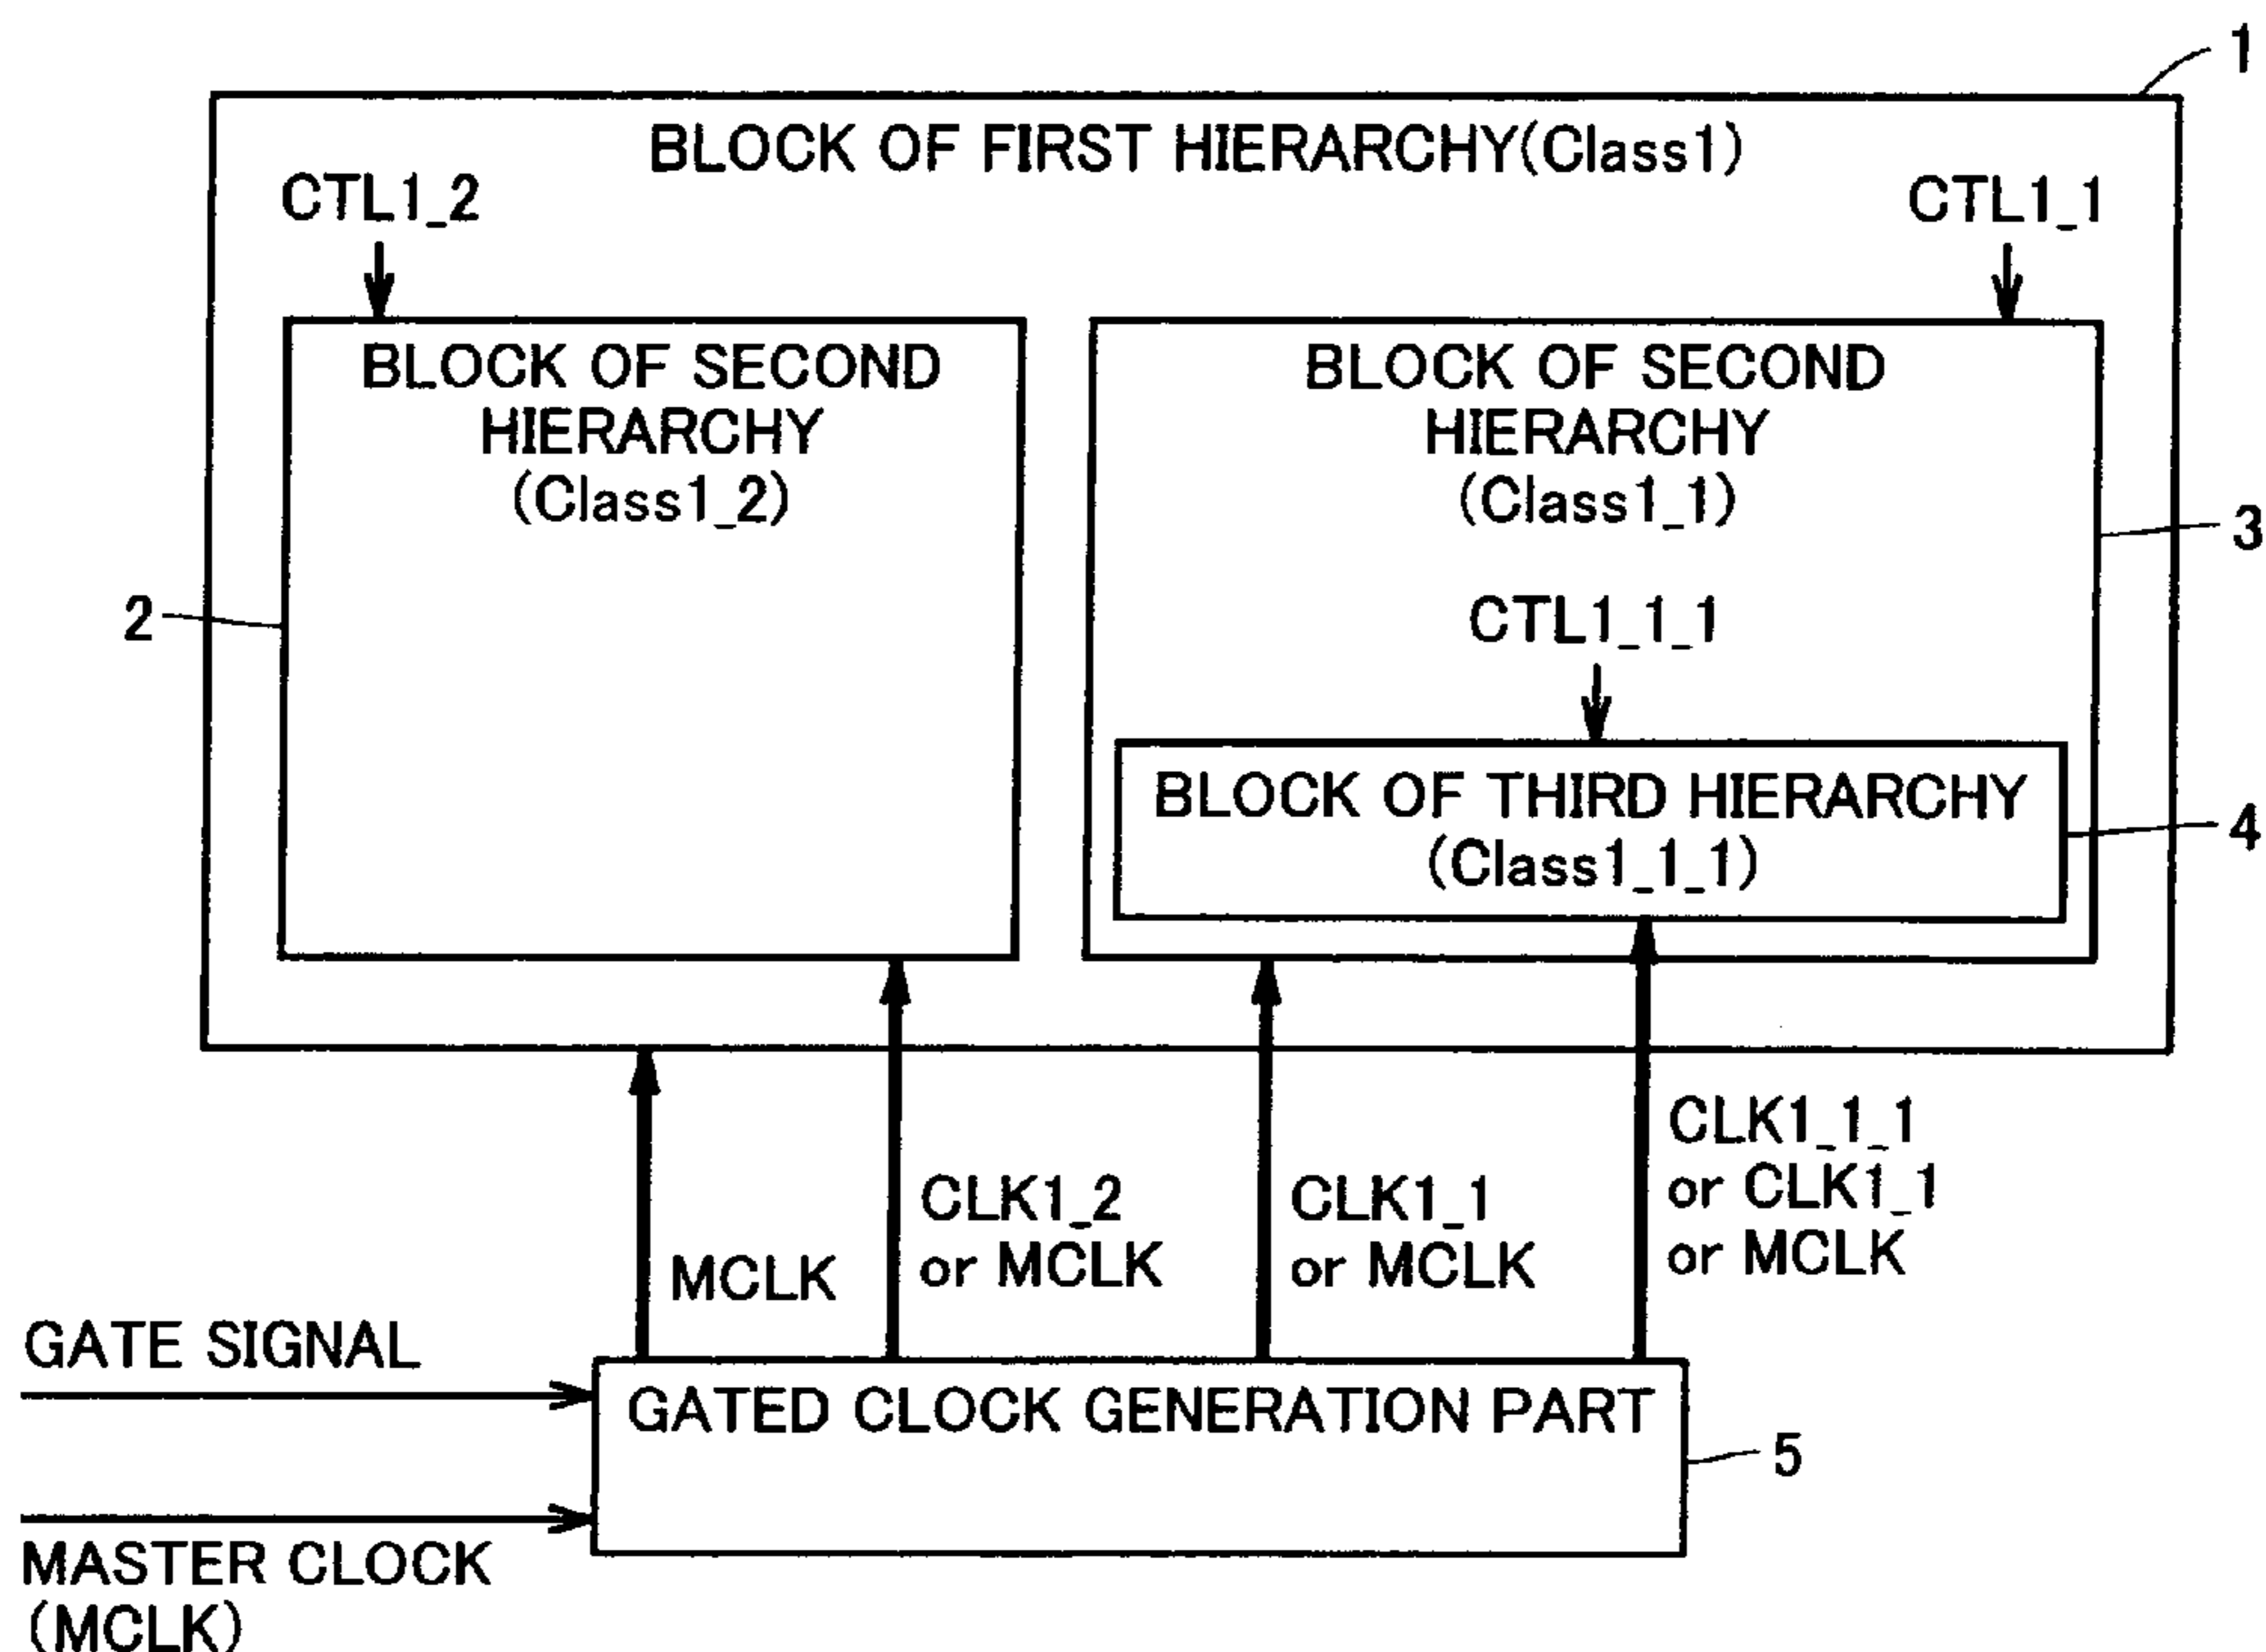 1
BLOCK OF FIRST HIERARCHY(Class1)
CTL1_2
CTL1_1
BLOCK OF SECOND
HIERARCHY
(Class1_2)
BLOCK OF SECOND
HIERARCHY
(Class1_1)
3
2
CTL1_1_1
BLOCK OF THIRD HIERARCHY
(Class1_1_1)
4
MCLK
CLK1_2
or MCLK
CLK1_1
or MCLK
CLK1_1_1
or CLK1_1
or MCLK
GATE SIGNAL
GATED CLOCK GENERATION PART
5
MASTER CLOCK
(MCLK)